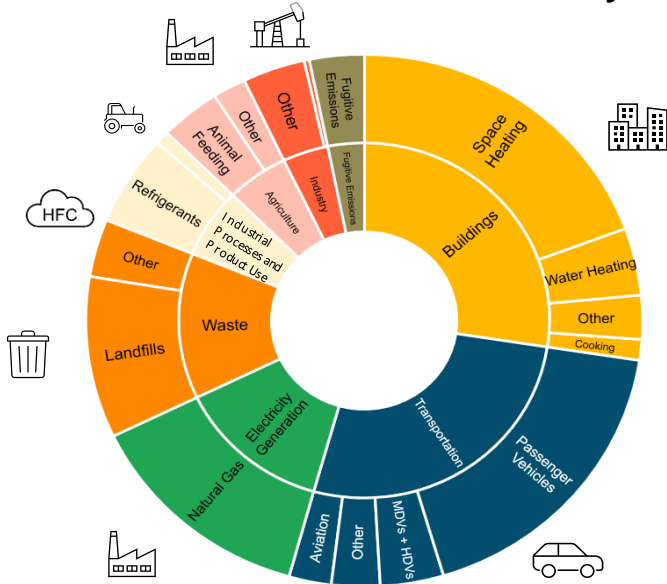 Fugitive
Emissions
Space
Heating
Other
Other
Animal
Feeding
Refrigerants
HFC
Fugitive Emissions
Industry
Agriculture
Industrial
Processes and
Product Use
Buildings
Water Heating
Other
Cooking
Other
Landfills
Waste
Electricity
Generation
Transportation
Passenger
Vehicles
Natural Gas
Aviation
Other
MDVs + HDVs